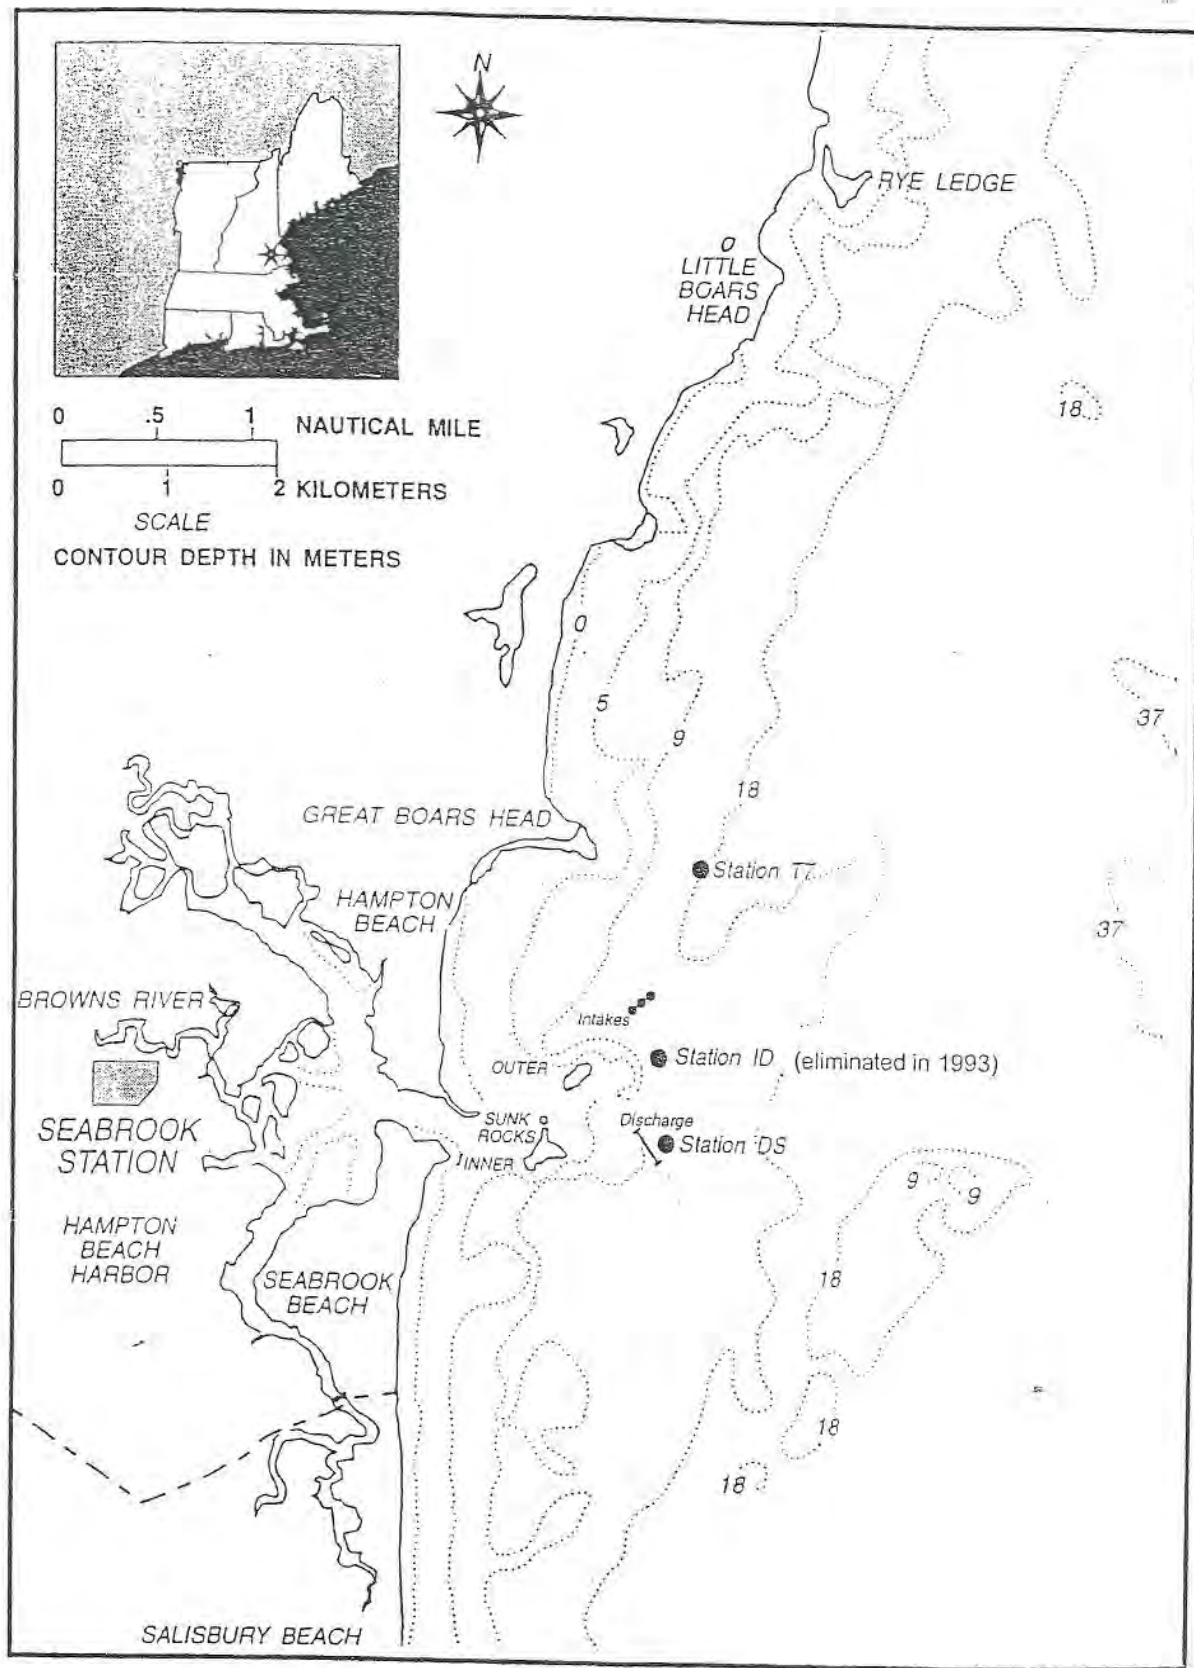 N
RYE LEDGE
O
LITTLE
BOARS
HEAD
0 .5 1 NAUTICAL MILE
0 1 2 KILOMETERS
SCALE
CONTOUR DEPTH IN METERS
18
0
5
9
37
18
GREAT BOARS HEAD
Station T7
HAMPTON
BEACH
37
BROWNS RIVER
Intakes
OUTER
Station ID (eliminated in 1993)
SUNK
ROCKS
Discharge
SEABROOK
STATION
INNER
Station DS
9
9
HAMPTON
BEACH
HARBOR
SEABROOK
BEACH
18
18
18
SALISBURY BEACH